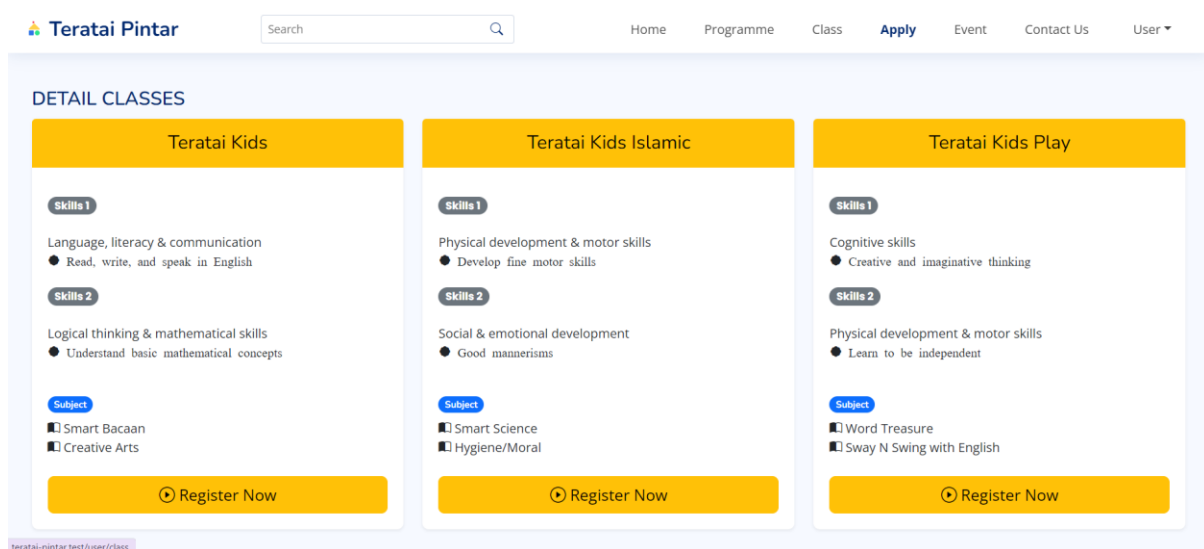 Teratai Pintar
Search
Home Programme Class Apply Event Contact Us User
DETAIL CLASSES
Teratai Kids
Skills 1
Language, literacy & communication
Read, write, and speak in English
Skills 2
Logical thinking & mathematical skills
Understand basic mathematical concepts
Subject
Smart Bacaan
Creative Arts
Register Now
Teratai Kids Islamic
Skills 1
Physical development & motor skills
Develop fine motor skills
Skills 2
Social & emotional development
Good mannerisms
Subject
Smart Science
Hygiene/Moral
Register Now
Teratai Kids Play
Skills 1
Cognitive skills
Creative and imaginative thinking
Skills 2
Physical development & motor skills
Learn to be independent
Subject
Word Treasure
Sway N Swing with English
Register Now
teratai-pintar.test/user/class